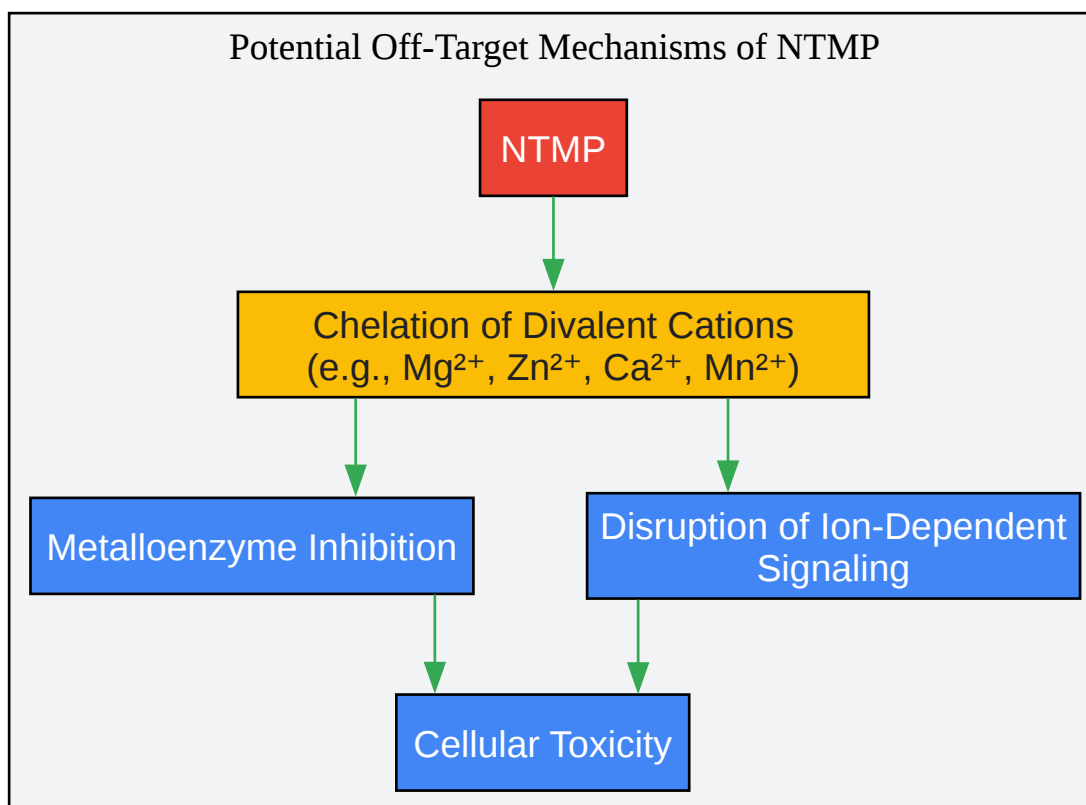 Potential Off-Target Mechanisms of NTMP
NTMP
Chelation of Divalent Cations
(e.g., Mg²⁺, Zn²⁺, Ca²⁺, Mn²⁺)
Metalloenzyme Inhibition
Disruption of Ion-Dependent
Signaling
Cellular Toxicity